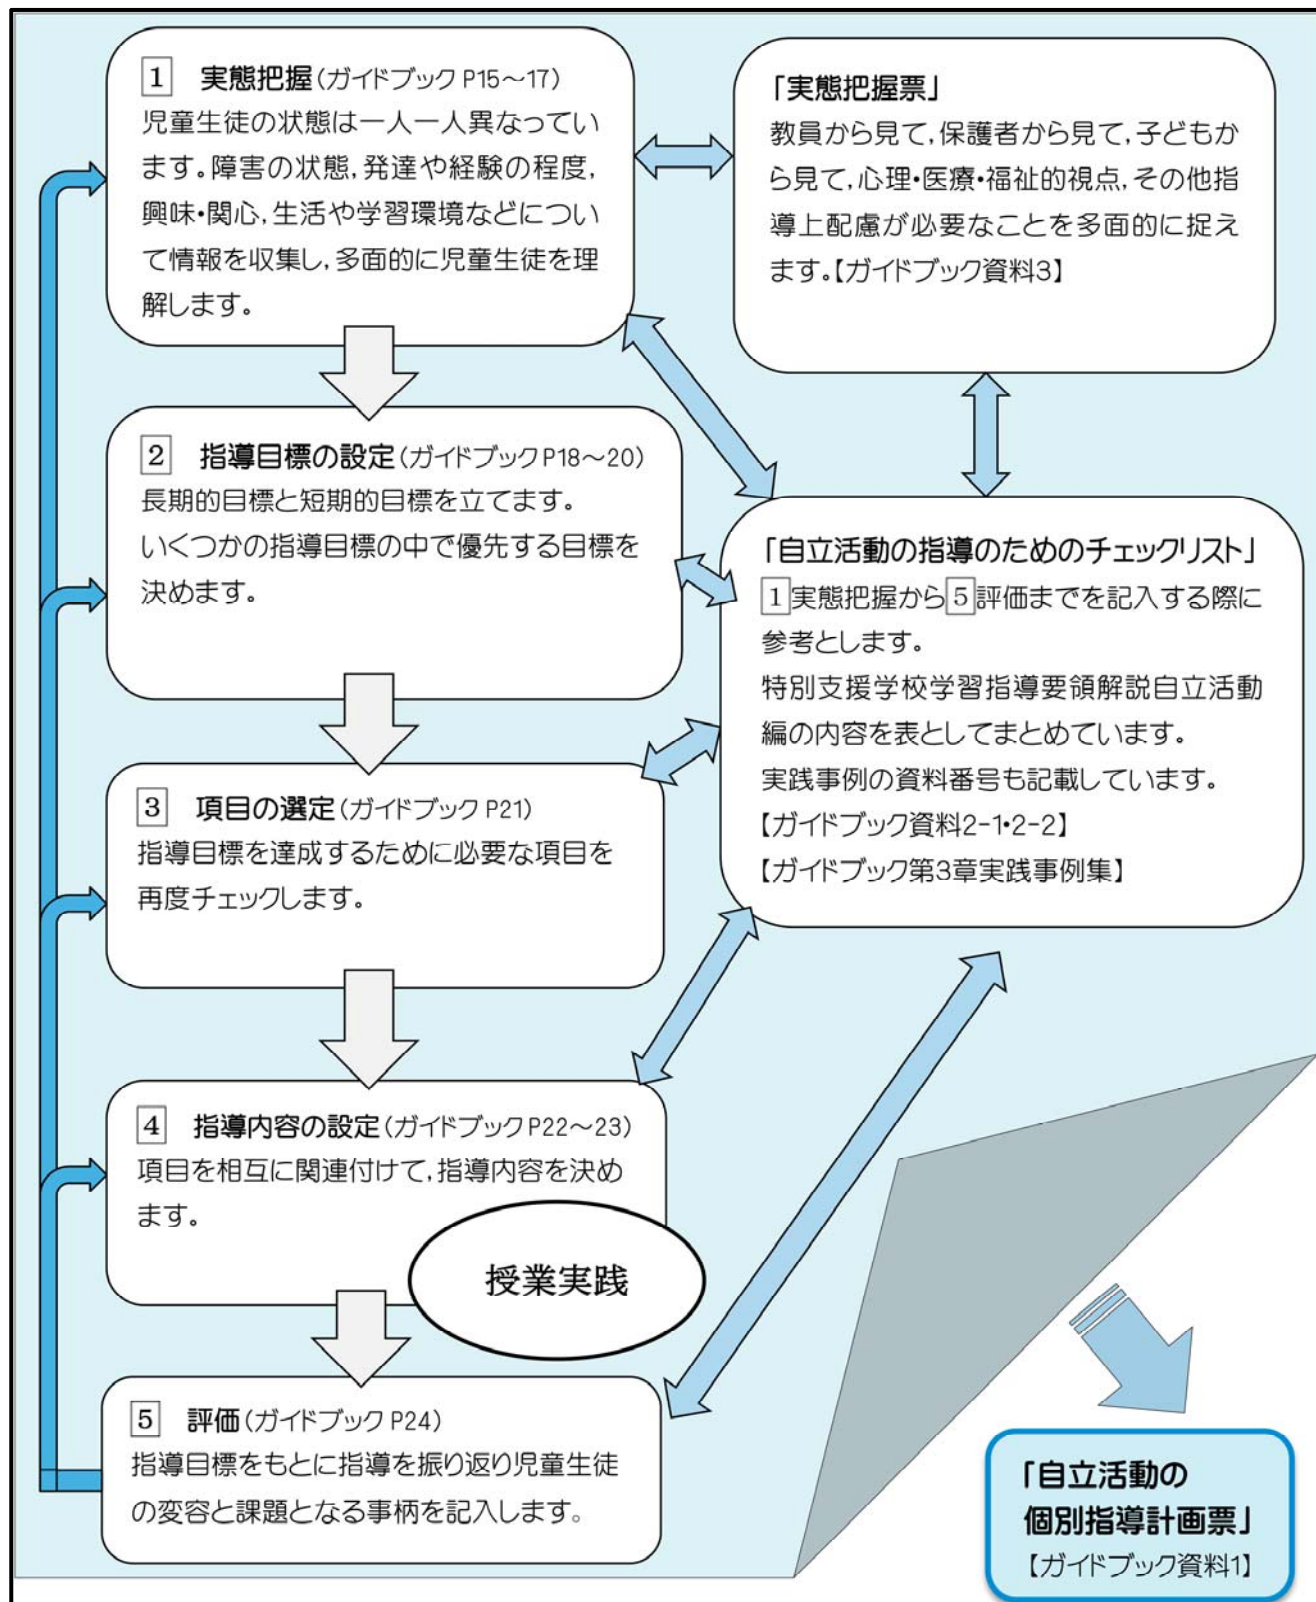 1 実態把握(ガイドブック P15～17)
児童生徒の状態は一人一人異なってい
ます。障害の状態,発達や経験の程度,
興味・関心,生活や学習環境などについ
て情報を収集し,多面的に児童生徒を理
解します。
「実態把握票」
教員から見て,保護者から見て,子どもか
ら見て,心理・医療・福祉的視点,その他指
導上配慮が必要なことを多面的に捉え
ます。【ガイドブック資料3】
2 指導目標の設定(ガイドブックP18～20)
長期的目標と短期的目標を立てます。
いくつかの指導目標の中で優先する目標を
決めます。
「自立活動の指導のためのチェックリスト」
1実態把握から5評価までを記入する際に
参考とします。
特別支援学校学習指導要領解説自立活動
編の内容を表としてまとめています。
実践事例の資料番号も記載しています。
【ガイドブック資料2-1・2-2】
【ガイドブック第3章実践事例集】
3 項目の選定(ガイドブック P21)
指導目標を達成するために必要な項目を
再度チェックします。
4 指導内容の設定(ガイドブックP22～23)
項目を相互に関連付けて,指導内容を決め
ます。
授業実践
5 評価(ガイドブック P24)
指導目標をもとに指導を振り返り児童生徒
の変容と課題となる事柄を記入します。
「自立活動の
個別指導計画票」
【ガイドブック資料1】